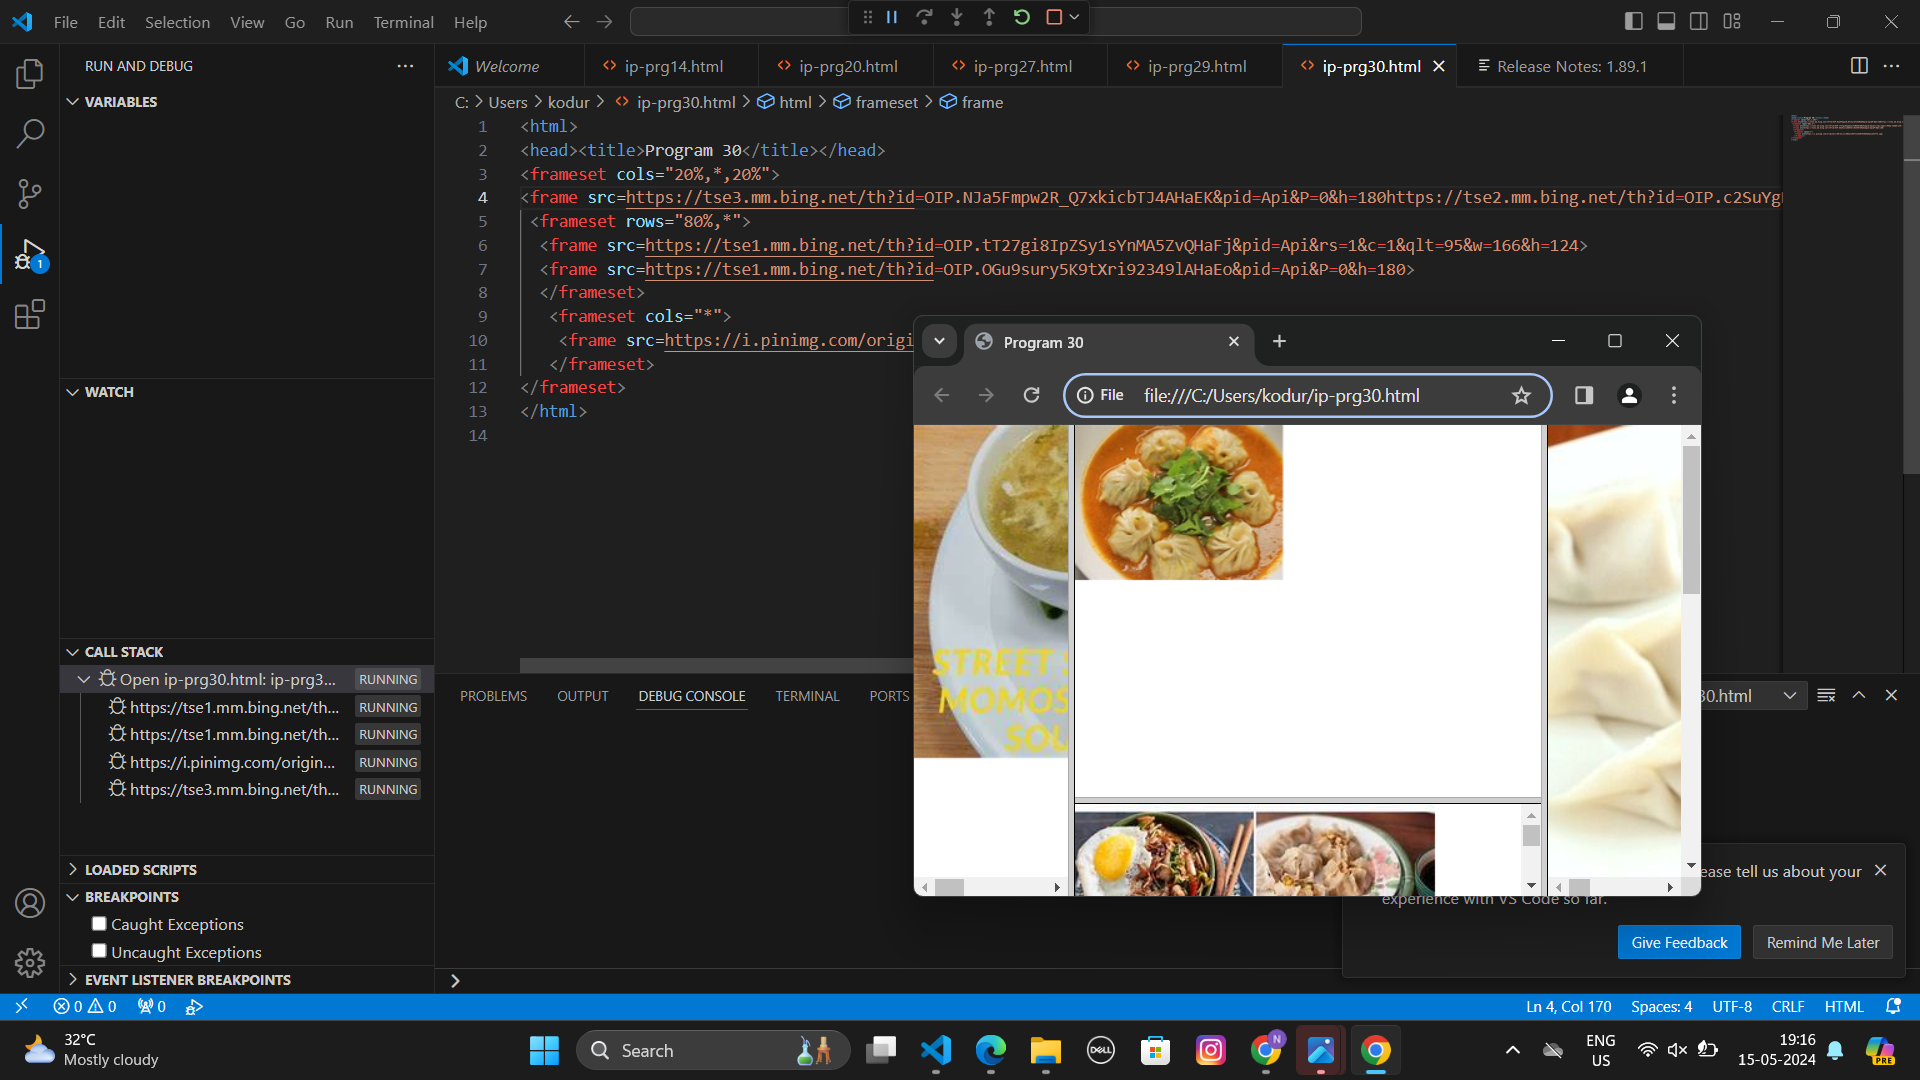 File Edit Selection View Go Run Terminal Help
RUN AND DEBUG
VARIABLES
WATCH
CALL STACK
Open ip-prg30.html: ip-prg3... RUNNING
https://tse1.mm.bing.net/th... RUNNING
https://tse1.mm.bing.net/th... RUNNING
https://i.pinimg.com/origin... RUNNING
https://tse3.mm.bing.net/th... RUNNING
LOADED SCRIPTS
BREAKPOINTS
Caught Exceptions
Uncaught Exceptions
EVENT LISTENER BREAKPOINTS
1
Welcome ip-prg14.html ip-prg20.html ip-prg27.html ip-prg29.html ip-prg30.html Release Notes: 1.89.1
C: > Users > kodur > ip-prg30.html > html > frameset > frame
1 <html>
2 <head><title>Program 30</title></head>
3 <frameset cols="20%,*,20%">
4 <frame src=https://tse3.mm.bing.net/th?id=OIP.NJa5Fmpw2R_Q7xkicbTJ4AHaEK&pid=Api&P=0&h=180https://tse2.mm.bing.net/th?id=OIP.c2SuYg
5 <frameset rows="80%,*">
6 <frame src=https://tse1.mm.bing.net/th?id=OIP.tT27gi8IpZSy1sYnMA5ZvQHaFj&pid=Api&rs=1&c=1&qlt=95&w=166&h=124>
7 <frame src=https://tse1.mm.bing.net/th?id=OIP.OGu9sury5K9tXri92349lAHaEo&pid=Api&P=0&h=180>
8 </frameset>
9 <frameset cols="*">
10 <frame src=https://i.pinimg.com/origi
11 </frameset>
12 </frameset>
13 </html>
14
Program 30
File file:///C:/Users/kodur/ip-prg30.html
STREET S
MOMOS
SOU
PROBLEMS OUTPUT DEBUG CONSOLE TERMINAL PORTS
30.html
ease tell us about your
experience with VS Code so far.
Give Feedback Remind Me Later
0 0 0 Ln 4, Col 170 Spaces: 4 UTF-8 CRLF HTML
32°C
Mostly cloudy
Search
DELL
N
ENG
US
19:16
15-05-2024
PRE